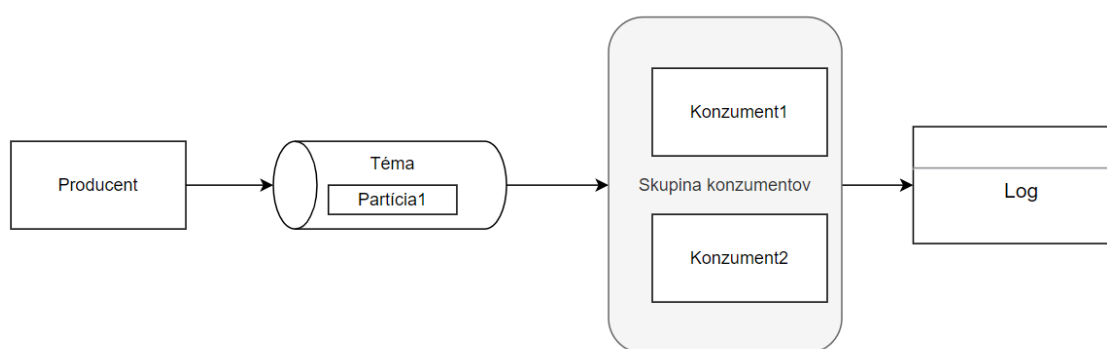 Producent
Téma
Partícia1
Konzument1
Skupina konzumentov
Konzument2
Log